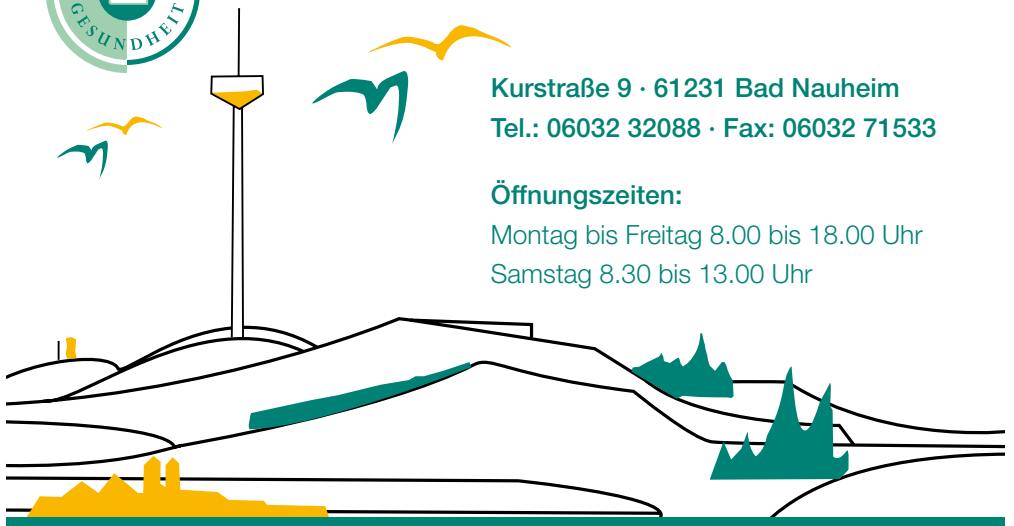 GESUNDHEIT
Kurstraße 9 · 61231 Bad Nauheim
Tel.: 06032 32088 · Fax: 06032 71533
Öffnungszeiten:
Montag bis Freitag 8.00 bis 18.00 Uhr
Samstag 8.30 bis 13.00 Uhr